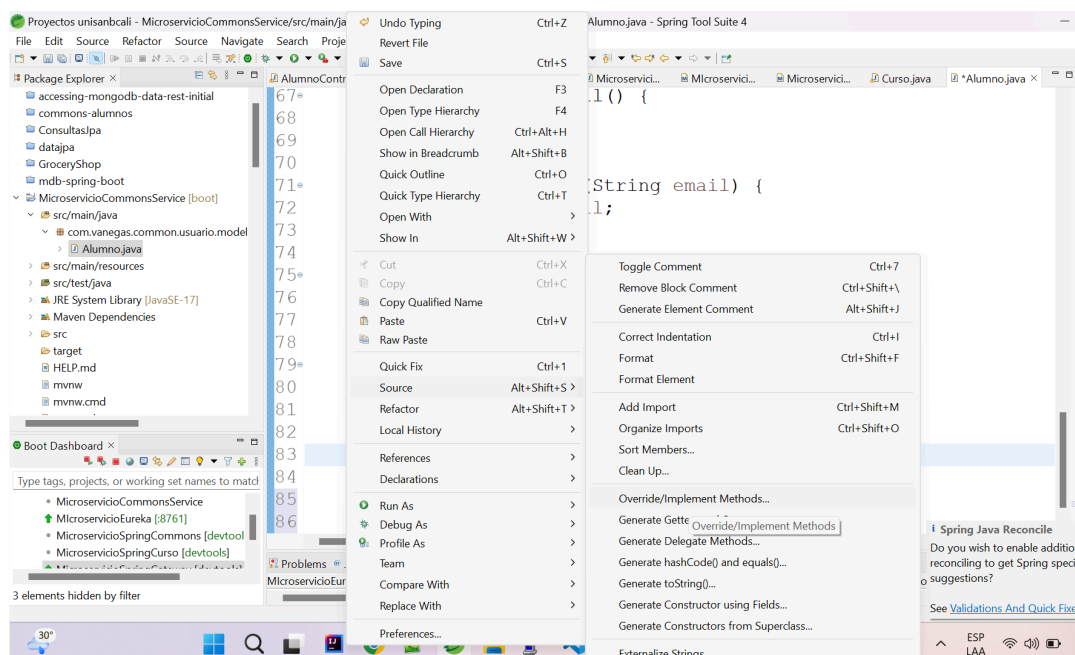 Proyectos unisanbcali - MicroservicioCommonsService/src/main/ja
Alumno.java - Spring Tool Suite 4
File Edit Source Refactor Source Navigate Search Proje
Package Explorer
accessing-mongodb-data-rest-initial
commons-alumnos
ConsultasJpa
datajpa
GroceryShop
mdb-spring-boot
MicroservicioCommonsService [boot]
src/main/java
com.vanegas.common.usuario.model
Alumno.java
src/main/resources
src/test/java
JRE System Library [JavaSE-17]
Maven Dependencies
src
target
HELP.md
mvnw
mvnw.cmd
Boot Dashboard
Type tags, projects, or working set names to match
MicroservicioCommonsService
MIcroservicioEureka [:8761]
MicroservicioSpringCommons [devtool
MicroservicioSpringCurso [devtools]
3 elements hidden by filter
AlumnoContr
Microservici...
MIcroservici...
Microservici...
Curso.java
*Alumno.java
67
68
69
70
71
72
73
74
75
76
77
78
79
80
81
82
83
84
85
86
l() {
(String email) {
l;
Problems
MIcroservicioEur
Undo Typing Ctrl+Z
Revert File
Save Ctrl+S
Open Declaration F3
Open Type Hierarchy F4
Open Call Hierarchy Ctrl+Alt+H
Show in Breadcrumb Alt+Shift+B
Quick Outline Ctrl+O
Quick Type Hierarchy Ctrl+T
Open With
Show In Alt+Shift+W
Cut Ctrl+X
Copy Ctrl+C
Copy Qualified Name
Paste Ctrl+V
Raw Paste
Quick Fix Ctrl+1
Source Alt+Shift+S
Refactor Alt+Shift+T
Local History
References
Declarations
Run As
Debug As
Profile As
Team
Compare With
Replace With
Preferences...
Toggle Comment Ctrl+7
Remove Block Comment Ctrl+Shift+\
Generate Element Comment Alt+Shift+J
Correct Indentation Ctrl+I
Format Ctrl+Shift+F
Format Element
Add Import Ctrl+Shift+M
Organize Imports Ctrl+Shift+O
Sort Members...
Clean Up...
Override/Implement Methods...
Generate Gette
Override/Implement Methods
Generate Delegate Methods...
Generate hashCode() and equals()...
Generate toString()...
Generate Constructor using Fields...
Generate Constructors from Superclass...
Externalize Strings
Spring Java Reconcile
Do you wish to enable additio
reconciling to get Spring speci
suggestions?
See Validations And Quick Fixe
30°
ESP
LAA